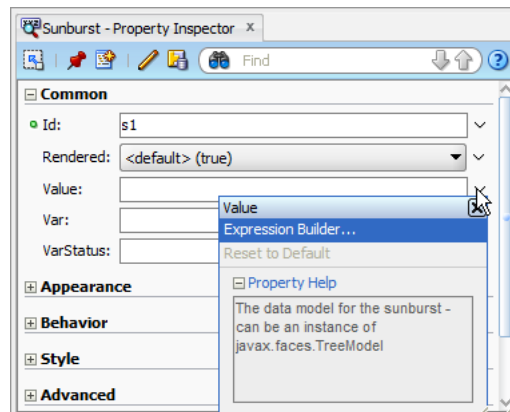 Sunburst - Property Inspector
Find
Common
Id: s1
Rendered: <default> (true)
Value:
Value
Var:
Expression Builder...
VarStatus:
Reset to Default
Property Help
Appearance
The data model for the sunburst -
can be an instance of
javax.faces.TreeModel
Behavior
Style
Advanced